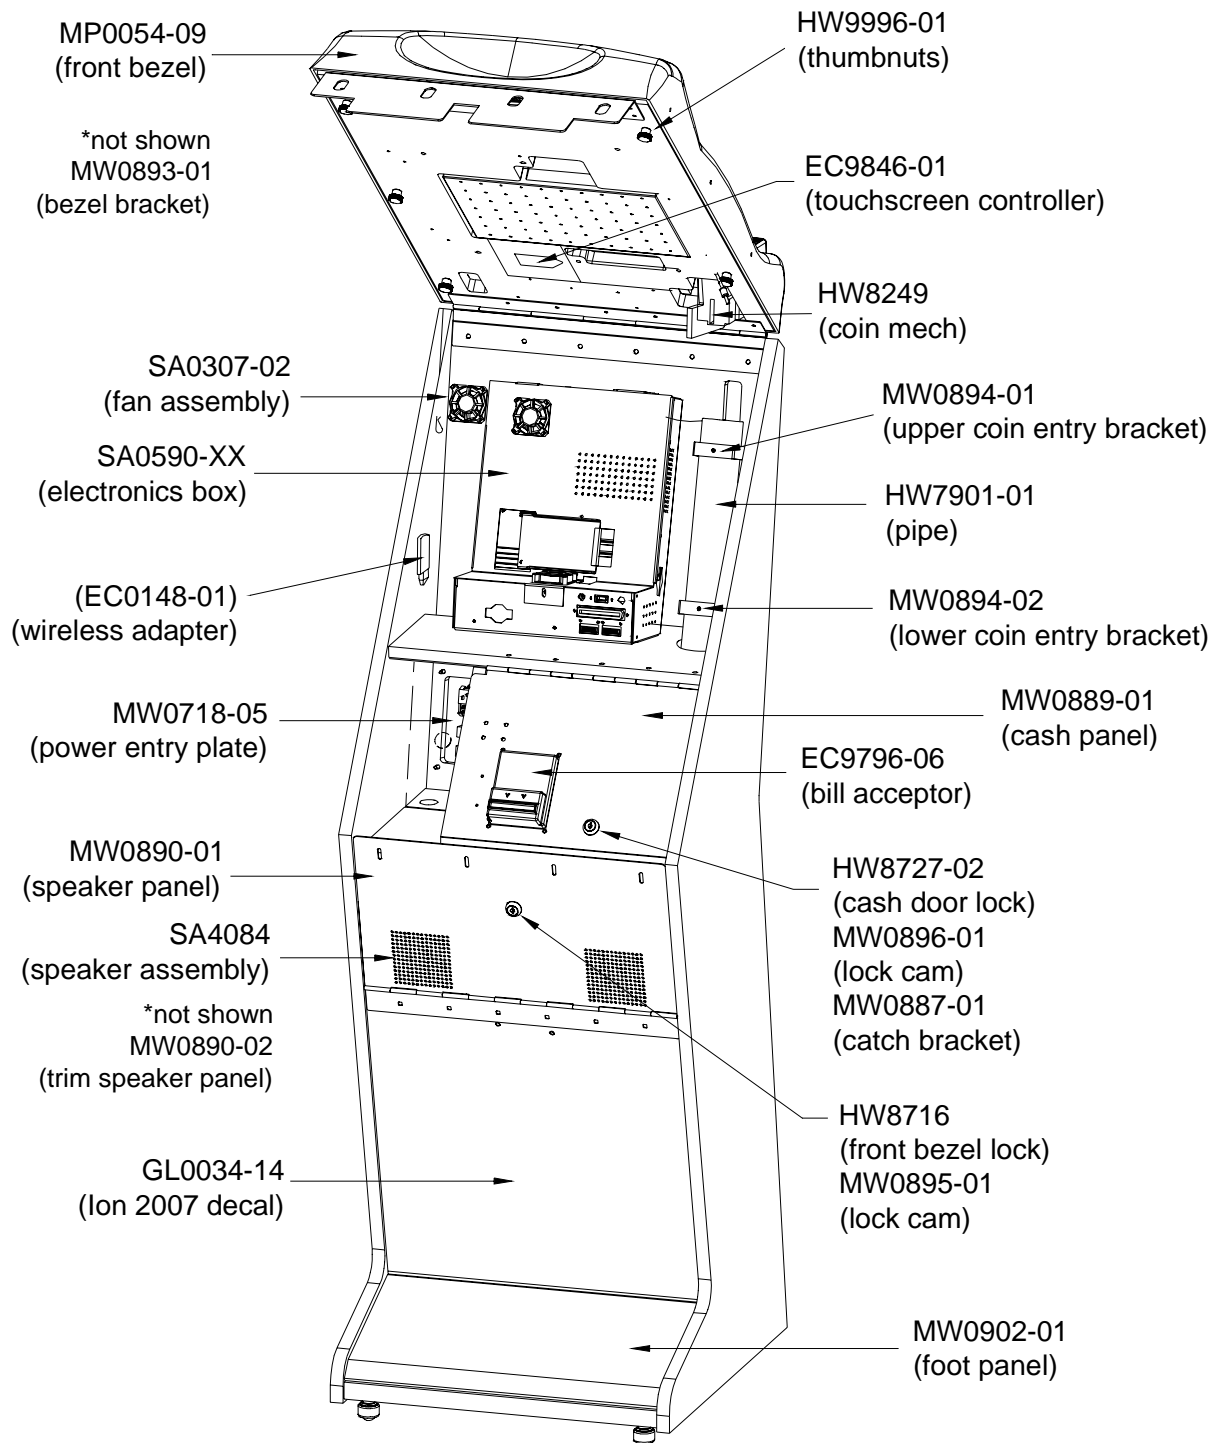 MP0054-09
(front bezel)
*not shown
MW0893-01
(bezel bracket)
SA0307-02
(fan assembly)
SA0590-XX
(electronics box)
(EC0148-01)
(wireless adapter)
MW0718-05
(power entry plate)
MW0890-01
(speaker panel)
SA4084
(speaker assembly)
*not shown
MW0890-02
(trim speaker panel)
GL0034-14
(Ion 2007 decal)
HW9996-01
(thumbnuts)
EC9846-01
(touchscreen controller)
HW8249
(coin mech)
MW0894-01
(upper coin entry bracket)
HW7901-01
(pipe)
MW0894-02
(lower coin entry bracket)
MW0889-01
(cash panel)
EC9796-06
(bill acceptor)
HW8727-02
(cash door lock)
MW0896-01
(lock cam)
MW0887-01
(catch bracket)
HW8716
(front bezel lock)
MW0895-01
(lock cam)
MW0902-01
(foot panel)